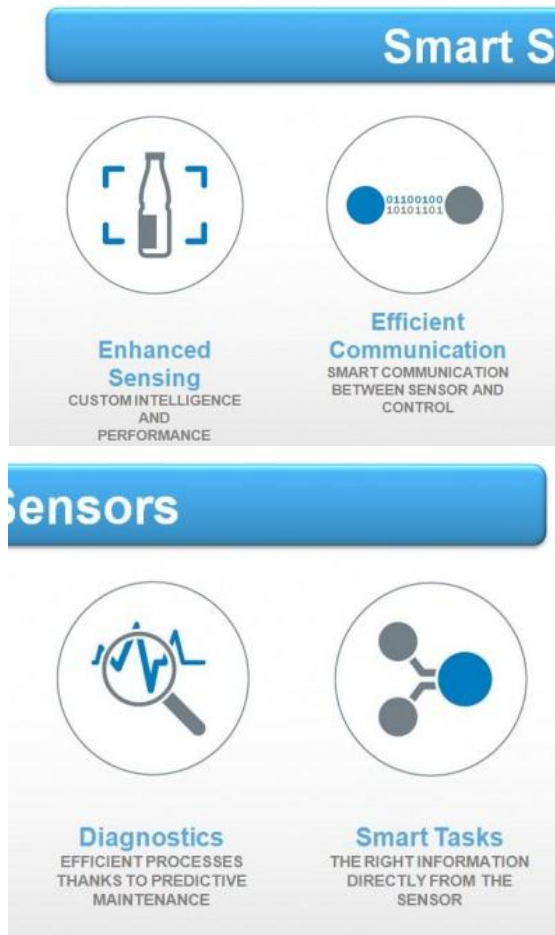 Smart S
01100100
10101101
Enhanced
Sensing
CUSTOM INTELLIGENCE
AND
PERFORMANCE
Efficient
Communication
SMART COMMUNICATION
BETWEEN SENSOR AND
CONTROL
Sensors
Diagnostics
EFFICIENT PROCESSES
THANKS TO PREDICTIVE
MAINTENANCE
Smart Tasks
THE RIGHT INFORMATION
DIRECTLY FROM THE
SENSOR